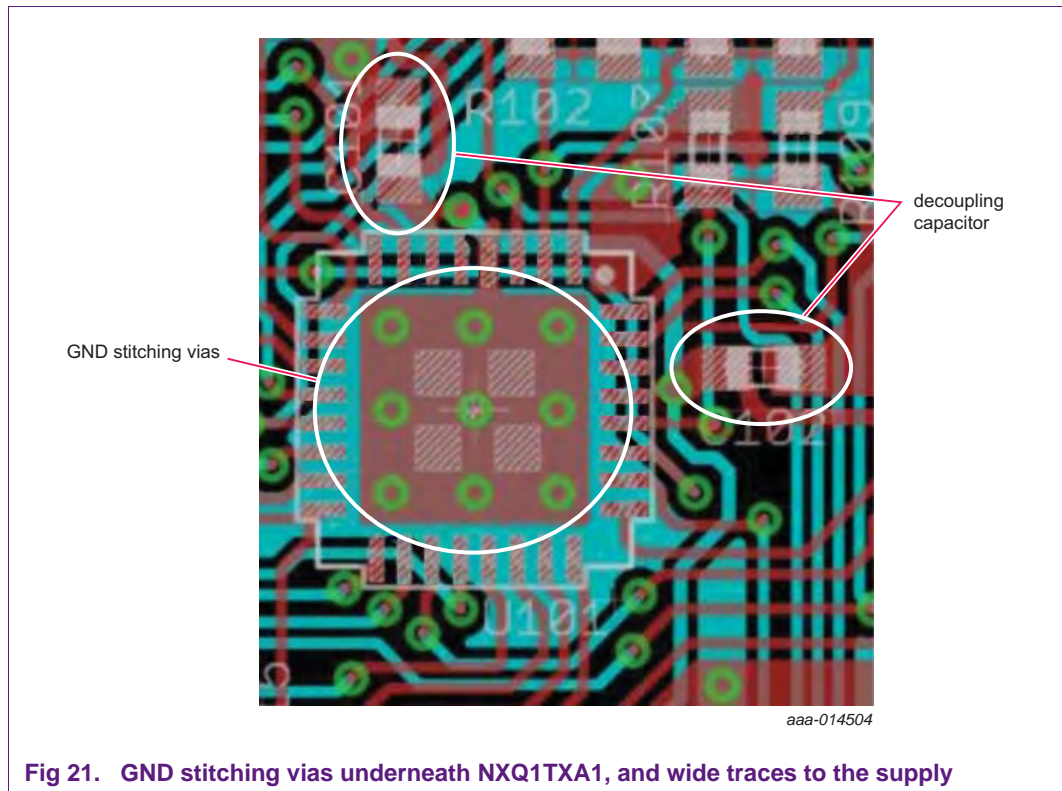 R102
decoupling
capacitor
GND stitching vias
U101
aaa-014504
Fig 21. GND stitching vias underneath NXQ1TXA1, and wide traces to the supply